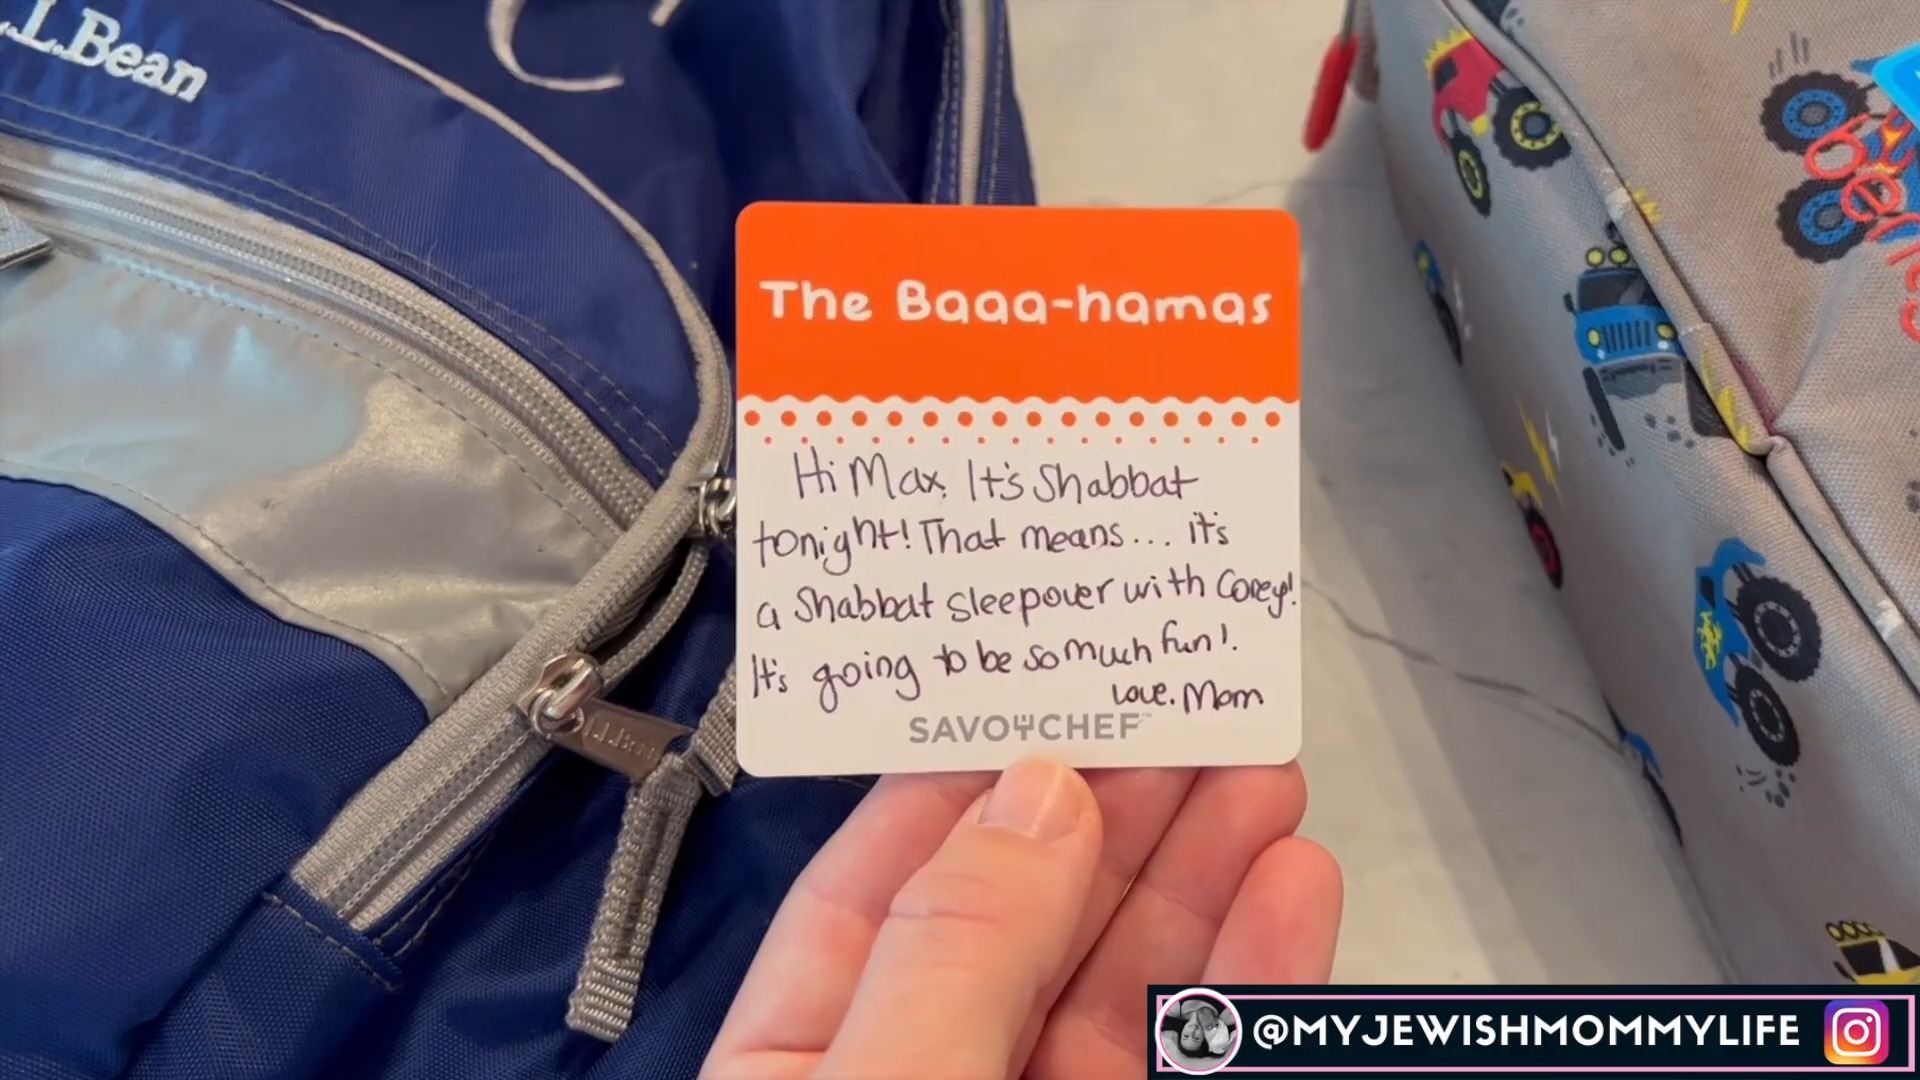 L.L.Bean
The Baaa-hamas
Hi Max, It's Shabbat
tonight! That means... it's
a Shabbat sleepover with Corey!
It's going to be so much fun!
Love, Mom
SAVOYCHEF™
L.L.Bean
@MYJEWISHMOMMYLIFE